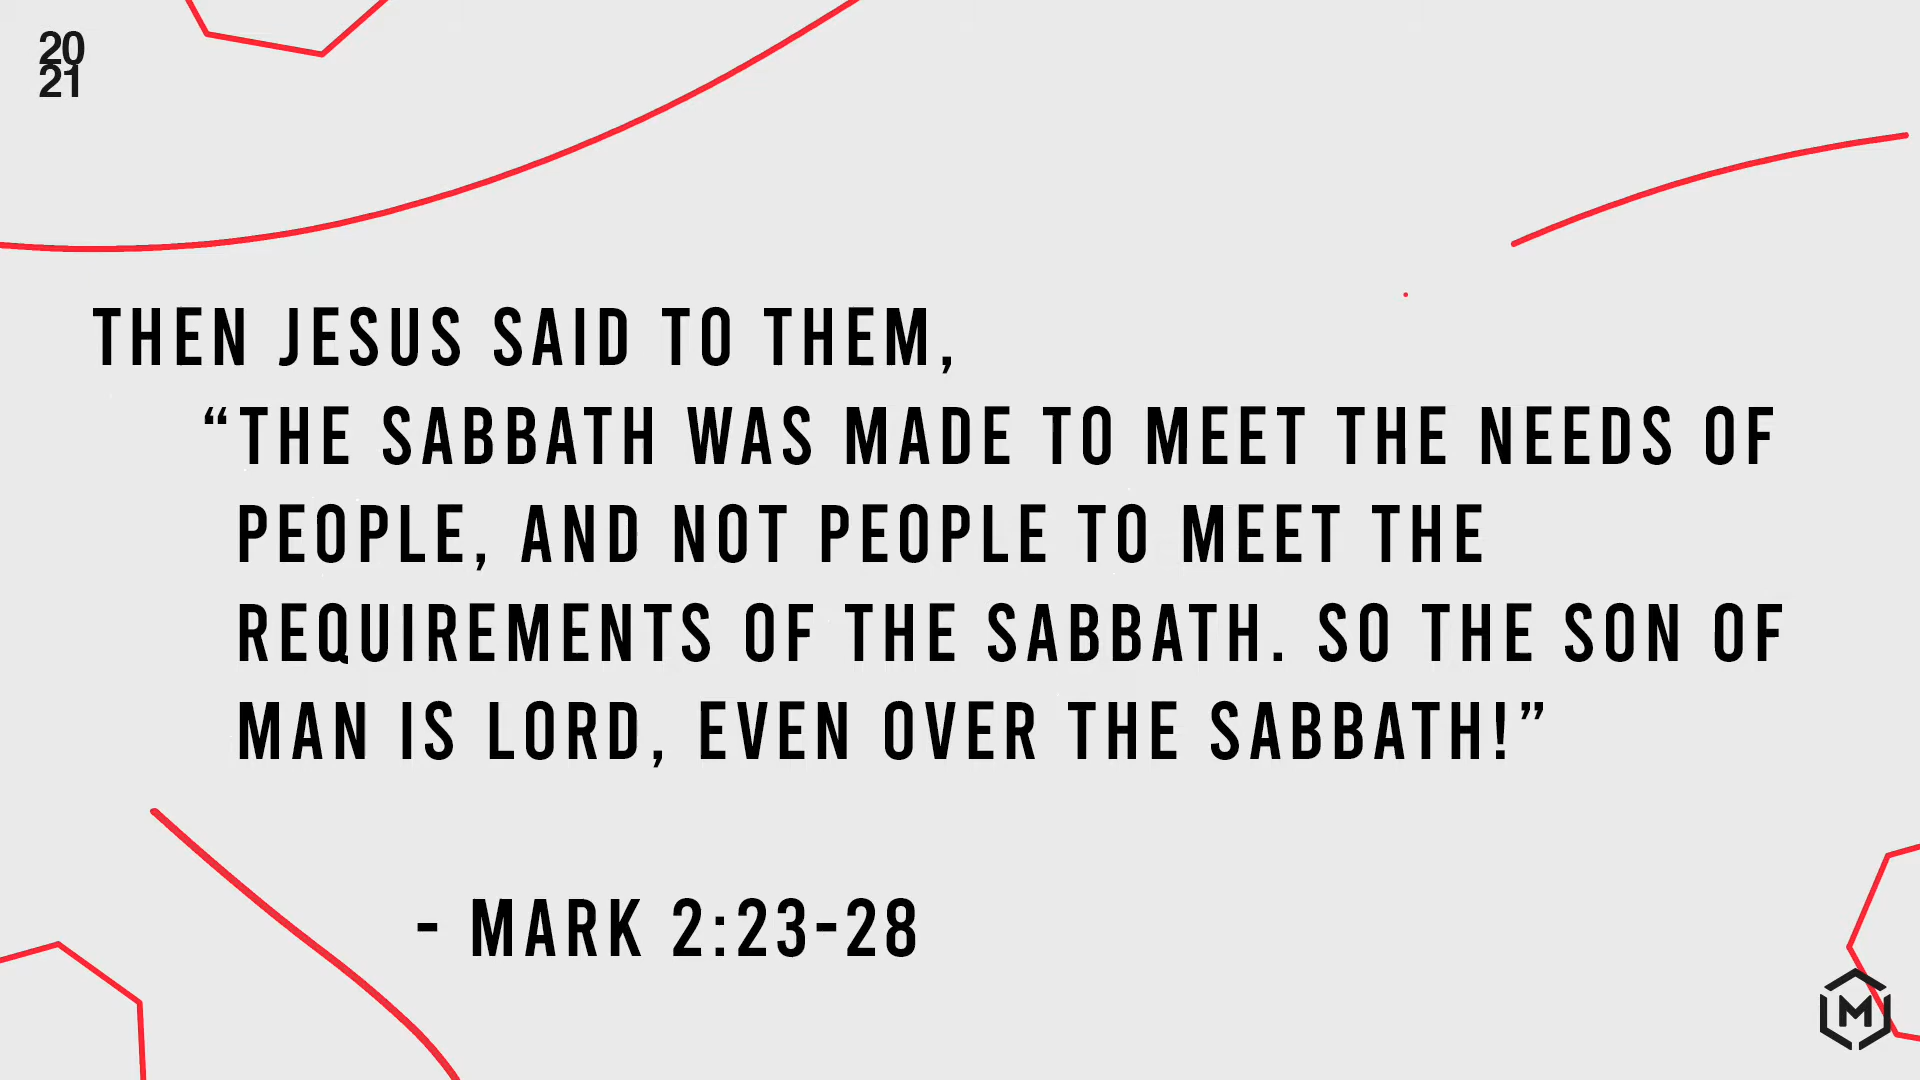 20
21
THEN JESUS SAID TO THEM,
“THE SABBATH WAS MADE TO MEET THE NEEDS OF
PEOPLE, AND NOT PEOPLE TO MEET THE
REQUIREMENTS OF THE SABBATH. SO THE SON OF
MAN IS LORD, EVEN OVER THE SABBATH!”
- MARK 2:23-28
M